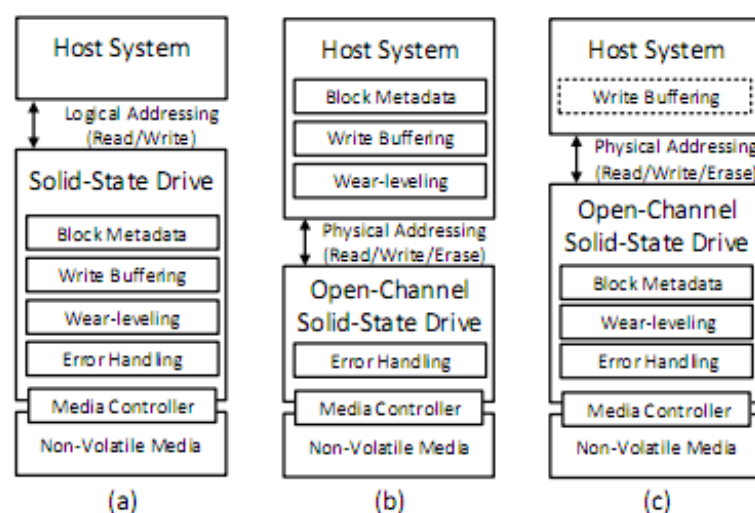 Host System
Logical Addressing
(Read/Write)
Solid-State Drive
Block Metadata
Write Buffering
Wear-leveling
Error Handling
Media Controller
Non-Volatile Media
(a)
Host System
Block Metadata
Write Buffering
Wear-leveling
Physical Addressing
(Read/Write/Erase)
Open-Channel
Solid-State Drive
Error Handling
Media Controller
Non-Volatile Media
(b)
Host System
Write Buffering
Physical Addressing
(Read/Write/Erase)
Open-Channel
Solid-State Drive
Block Metadata
Wear-leveling
Error Handling
Media Controller
Non-Volatile Media
(c)